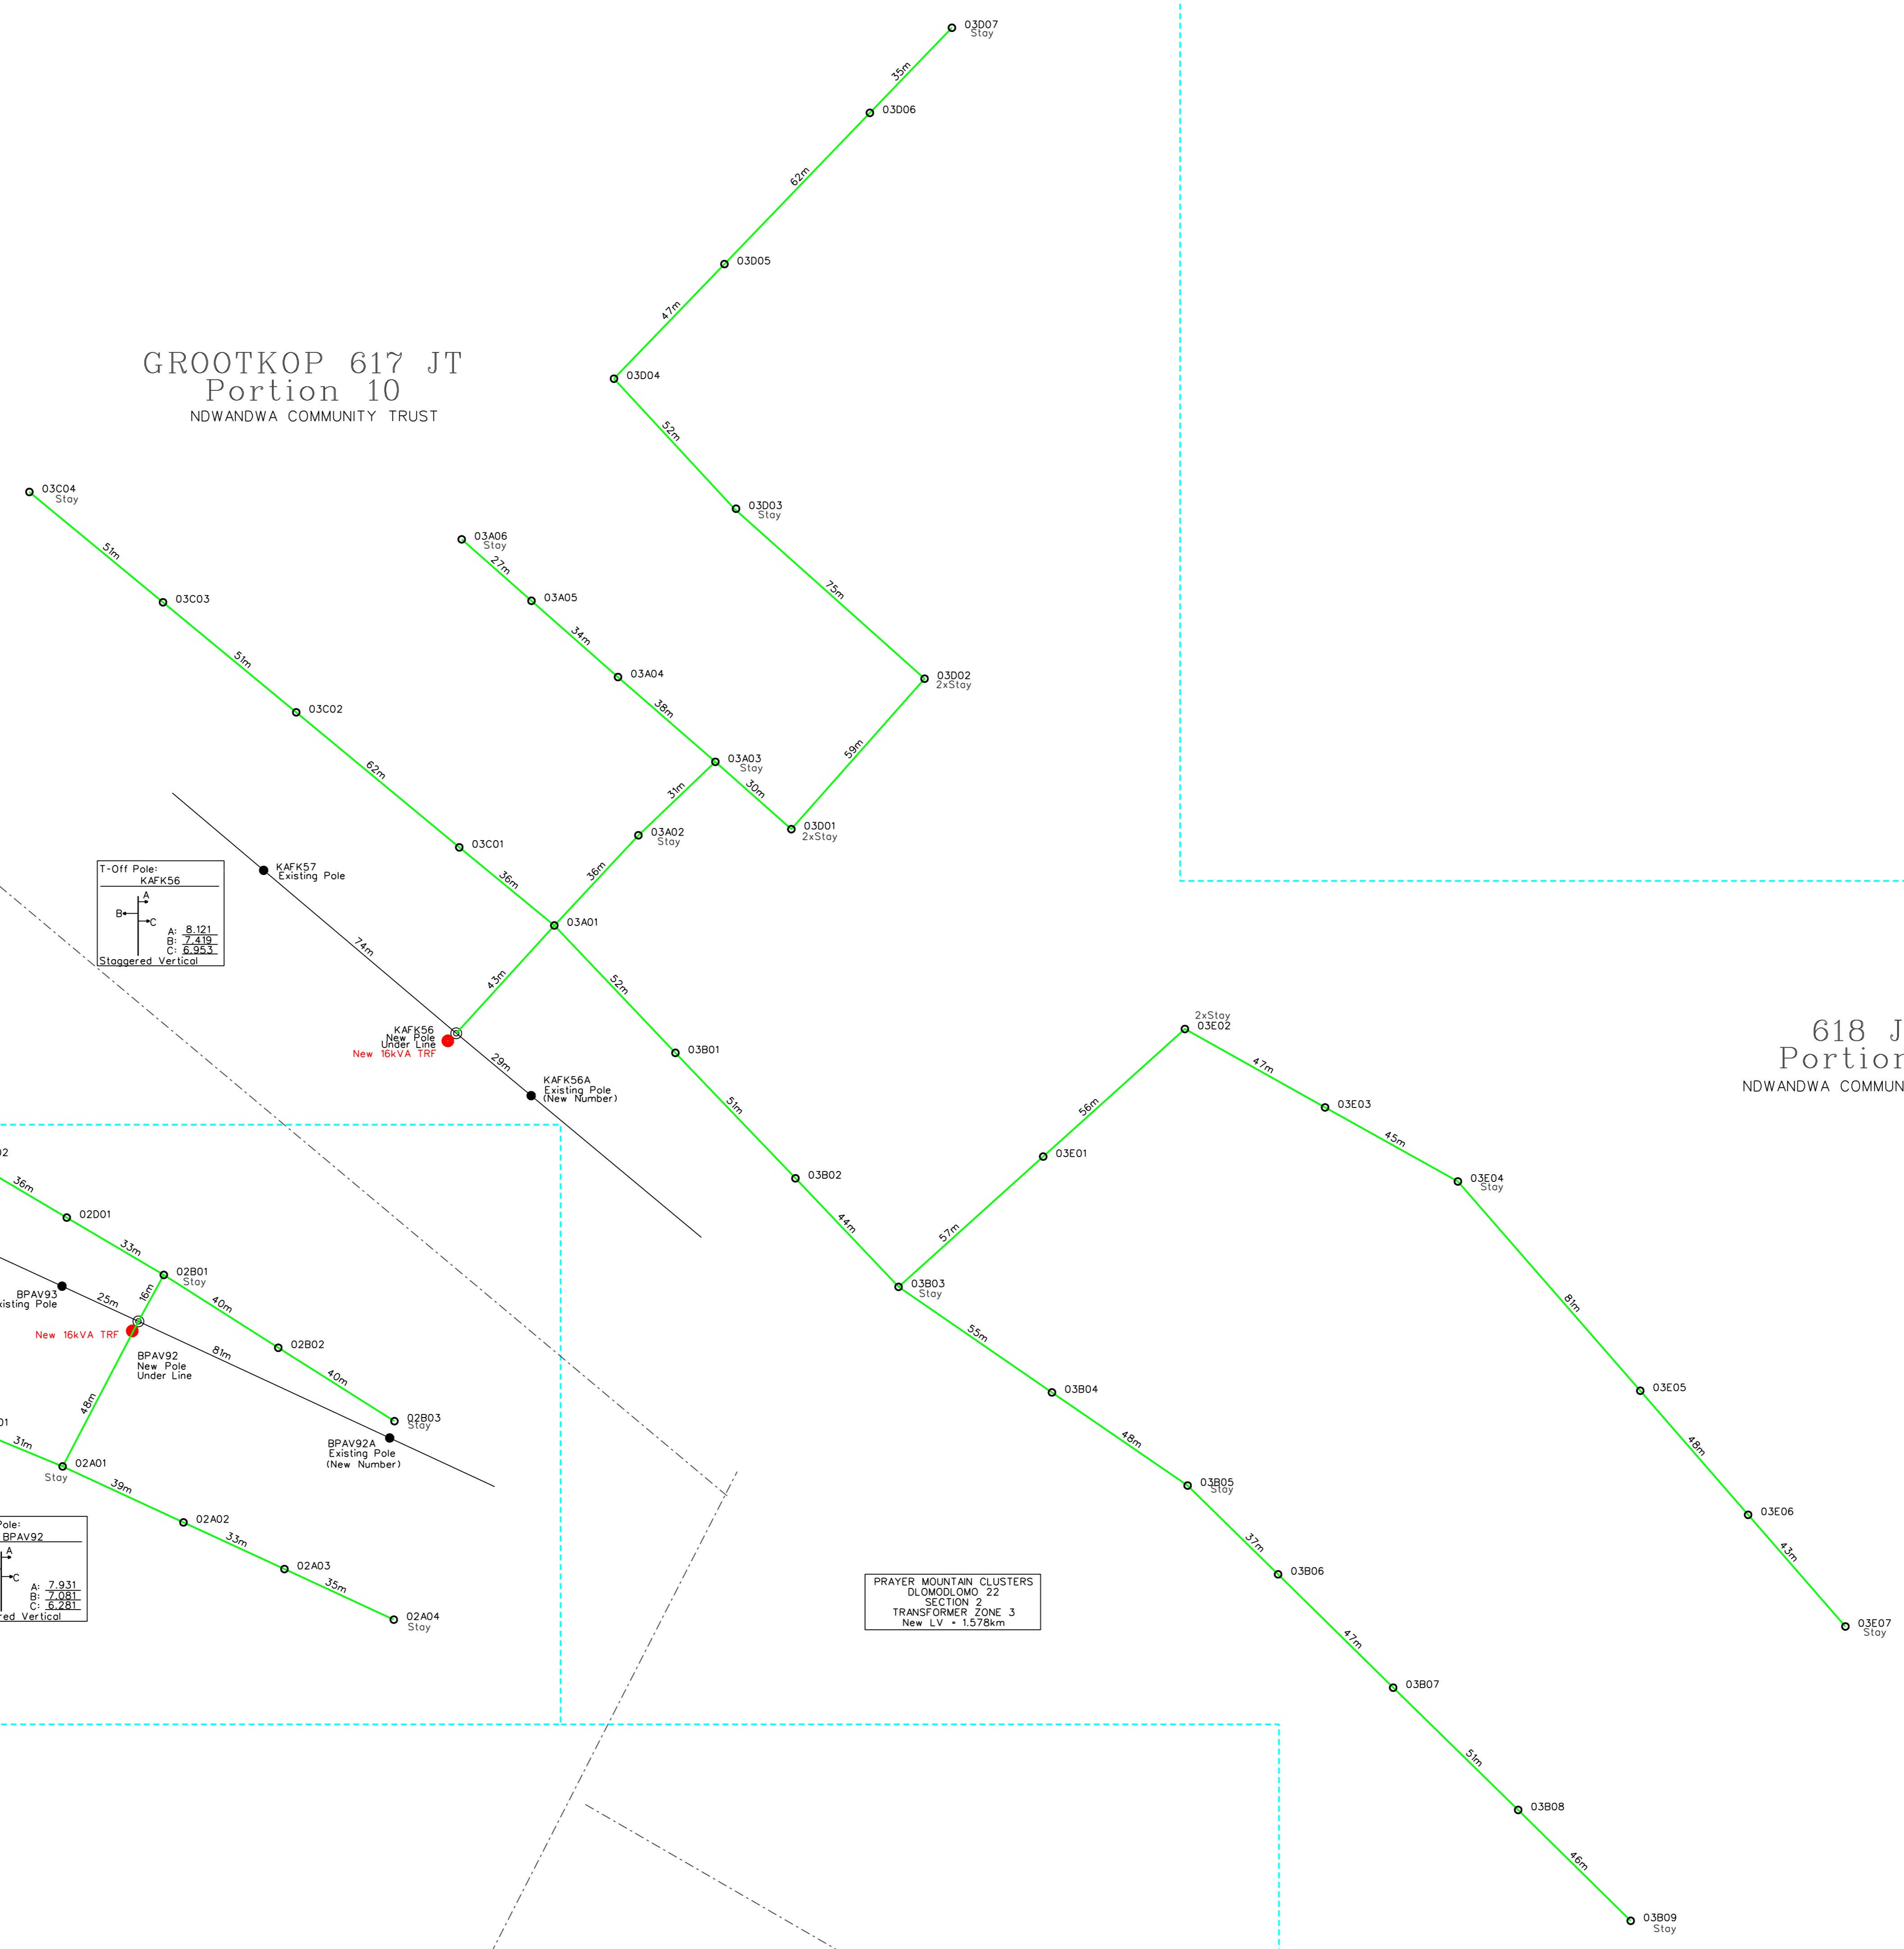 03D07
Stay
35m
03D06
62m
03D05
47m
03D04
GROOTKOP 617 JT
Portion 10
NDWANDWA COMMUNITY TRUST
52m
03C04
Stay
03D03
Stay
03A06
Stay
51m
27m
75m
03C03
03A05
34m
51m
03A04
03D02
2xStay
38m
03C02
59m
62m
03A03
Stay
31m
30m
03D01
2xStay
03A02
Stay
03C01
KAFK57
Existing Pole
36m
36m
T-Off Pole:
KAFK56
A
B
C
A: 8.121
B: 7.419
C: 6.953
Staggered Vertical
03A01
74m
43m
52m
KAFK56
New Pole
Under Line
New 16kVA TRF
29m
03B01
KAFK56A
Existing Pole
(New Number)
2xStay
03E02
618 J
Portion
NDWANDWA COMMUN
47m
03E03
56m
51m
45m
02
03E01
36m
03B02
03E04
Stay
02D01
44m
57m
33m
02B01
Stay
03B03
Stay
BPAV93
xisting Pole
25m
16m
40m
81m
New 16kVA TRF
02B02
55m
BPAV92
New Pole
Under Line
81m
40m
03E05
03B04
48m
02B03
Stay
01
31m
BPAV92A
Existing Pole
(New Number)
48m
48m
02A01
Stay
39m
03B05
Stay
03E06
Pole:
BPAV92
A
C
A: 7.931
B: 7.081
C: 6.281
red Vertical
02A02
33m
37m
43m
02A03
03B06
35m
PRAYER MOUNTAIN CLUSTERS
DLOMODLOMO 22
SECTION 2
TRANSFORMER ZONE 3
New LV = 1.578km
02A04
Stay
03E07
Stay
47m
03B07
51m
03B08
46m
03B09
Stay